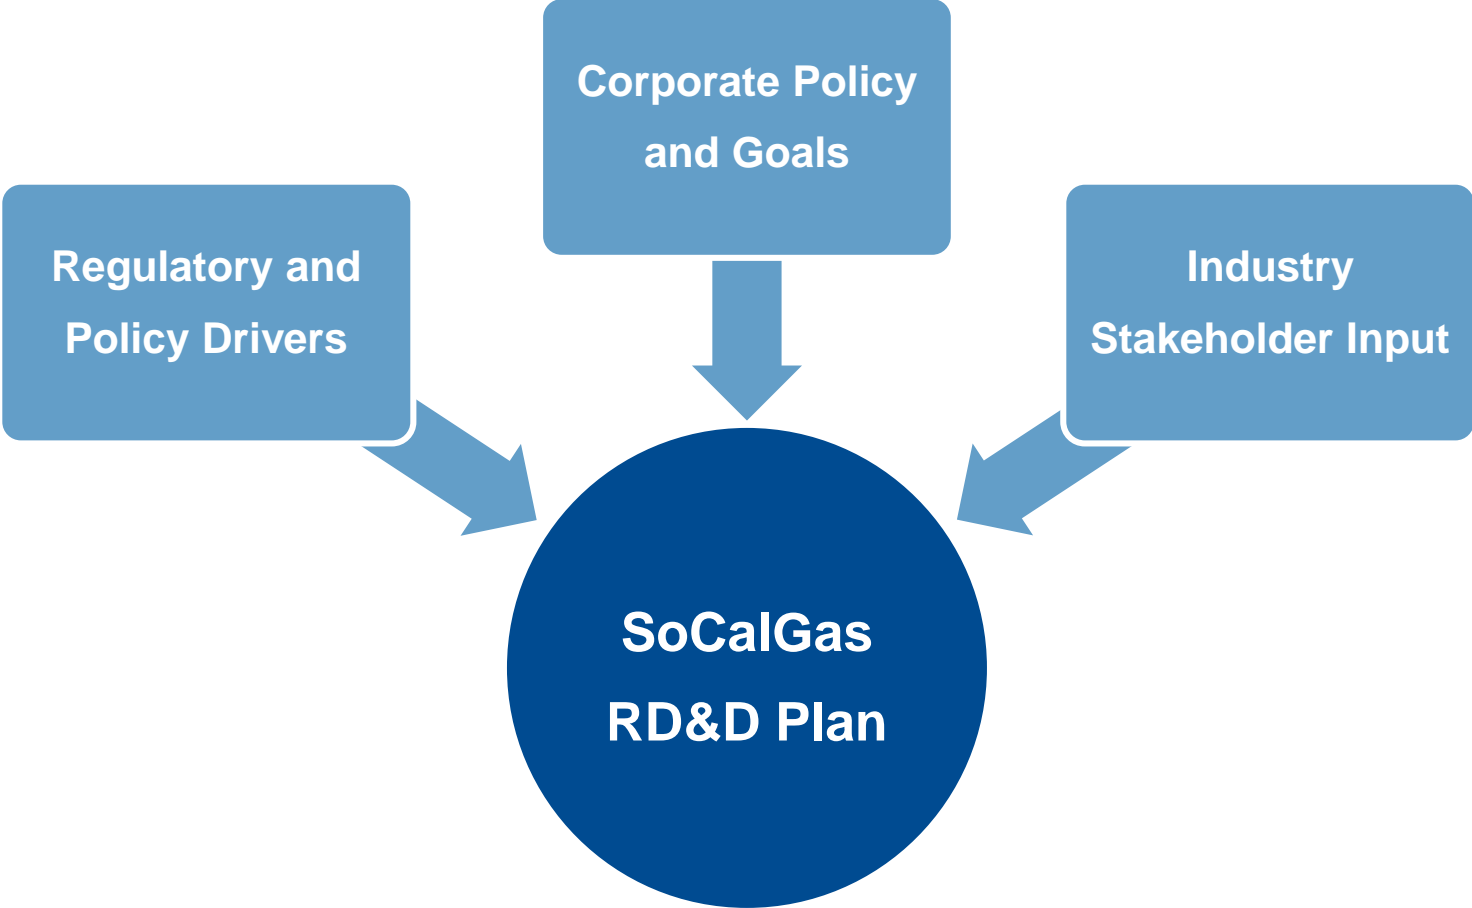 Corporate Policy
and Goals
Regulatory and
Policy Drivers
Industry
Stakeholder Input
SoCalGas
RD&D Plan